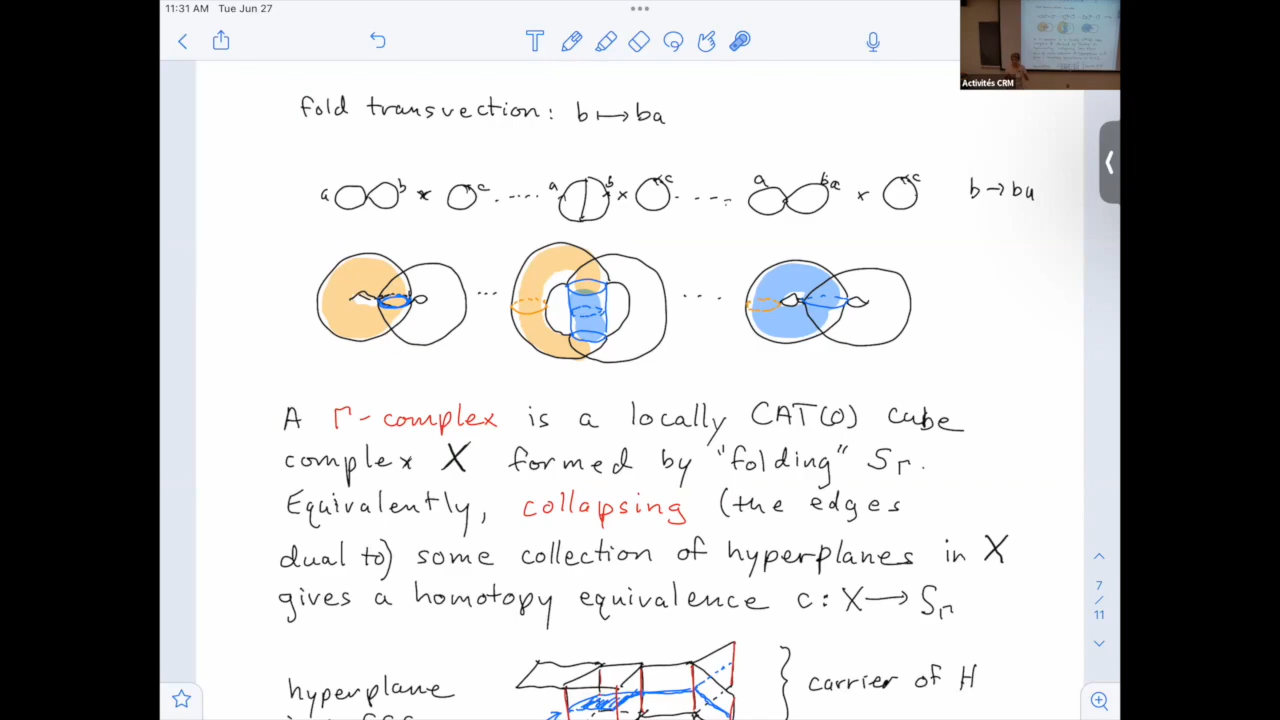 11:31 AM Tue Jun 27
Activités CRM
fold transvection: b ⟼ ba
a b × c ..... a b × c ..... a ba × c b → ba
... ...
A Γ-complex is a locally CAT(0) cube
complex X formed by "folding" S_Γ.
Equivalently, collapsing (the edges
dual to) some collection of hyperplanes in X
gives a homotopy equivalence c: X → S_Γ
hyperplane
carrier of H
7
/
11